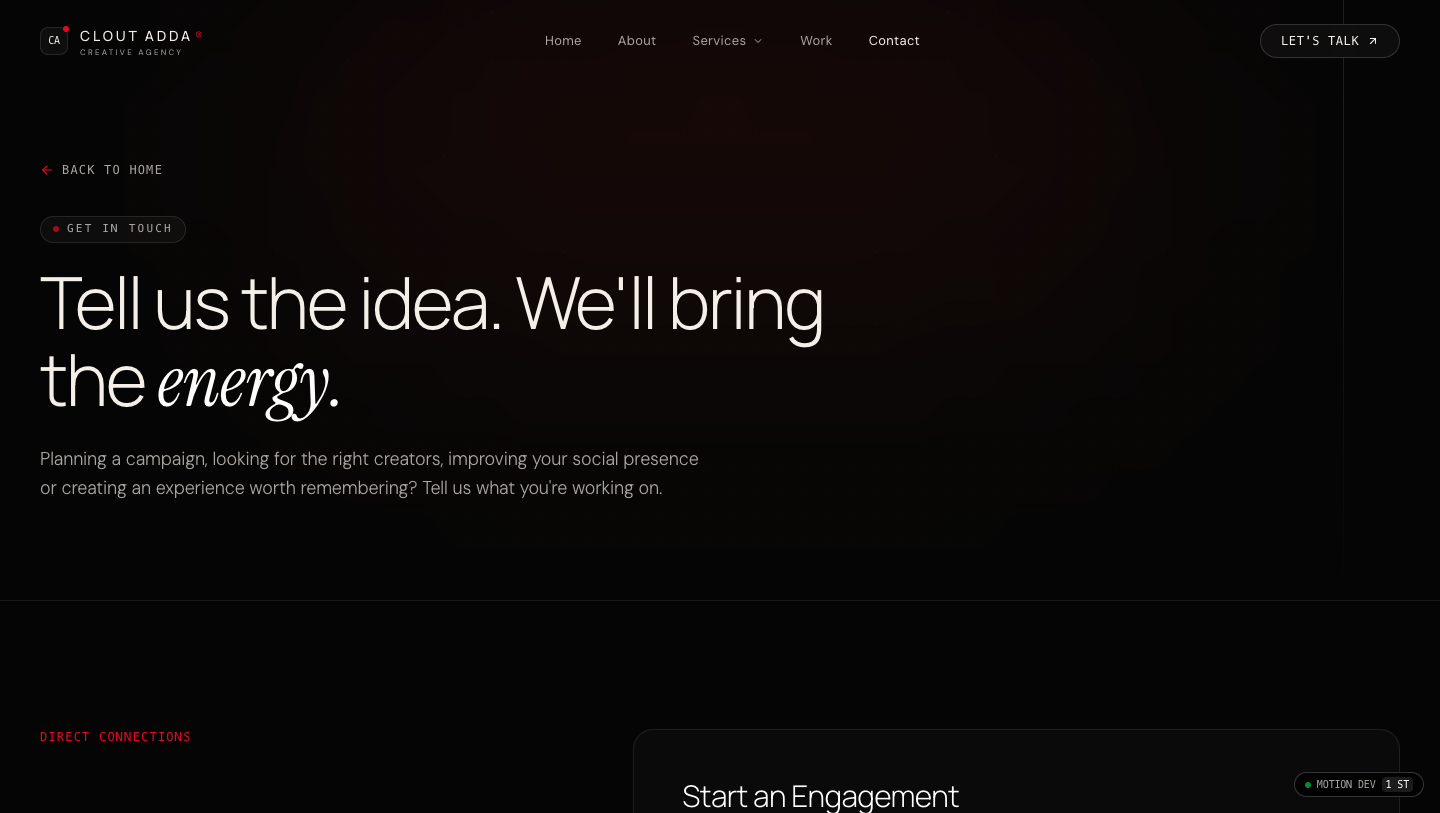 CA
CLOUT ADDA®
CREATIVE AGENCY
Home
About
Services
Work
Contact
LET'S TALK
BACK TO HOME
GET IN TOUCH
Tell us the idea. We'll bring
the energy.
Planning a campaign, looking for the right creators, improving your social presence
or creating an experience worth remembering? Tell us what you're working on.
DIRECT CONNECTIONS
Start an Engagement
MOTION DEV 1 ST